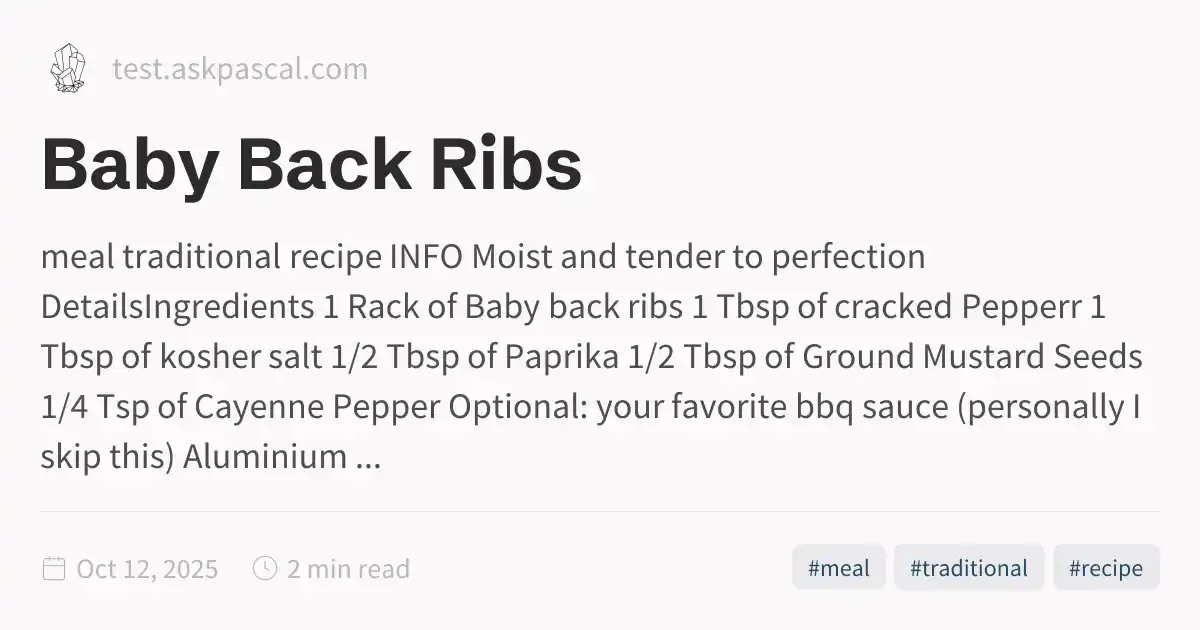 test.askpascal.com
Baby Back Ribs
meal traditional recipe INFO Moist and tender to perfection
DetailsIngredients 1 Rack of Baby back ribs 1 Tbsp of cracked Pepperr 1
Tbsp of kosher salt 1/2 Tbsp of Paprika 1/2 Tbsp of Ground Mustard Seeds
1/4 Tsp of Cayenne Pepper Optional: your favorite bbq sauce (personally I
skip this) Aluminium ...
Oct 12, 2025 2 min read #meal #traditional #recipe